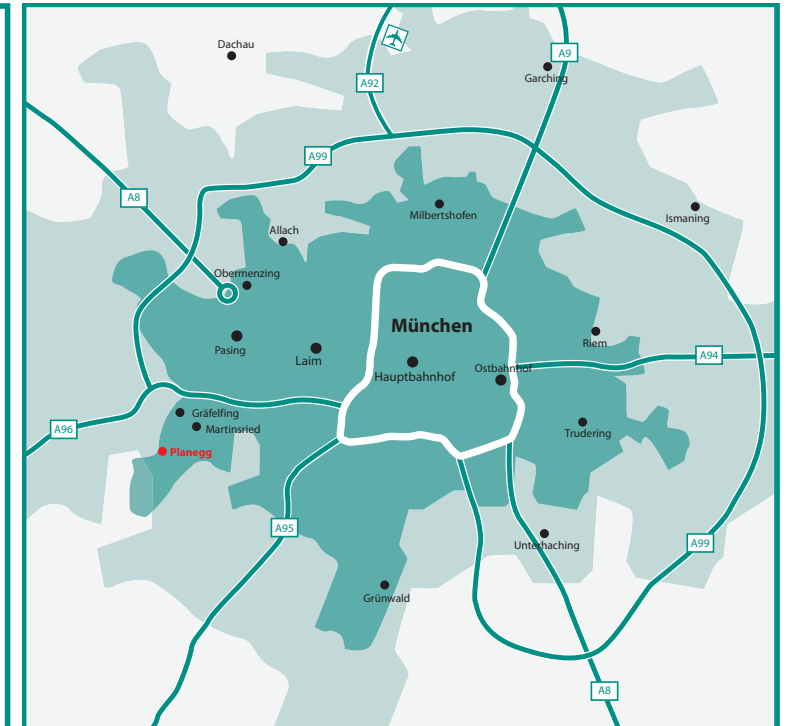 Dachau
A9
Garching
A92
A99
A8
Milbertshofen
Ismaning
Allach
Obermenzing
München
Riem
Pasing
Laim
A94
Hauptbahnhof
Ostbahnhof
Gräfelfing
A96
Martinsried
Trudering
Planegg
A95
Unterhaching
A99
Grünwald
A8